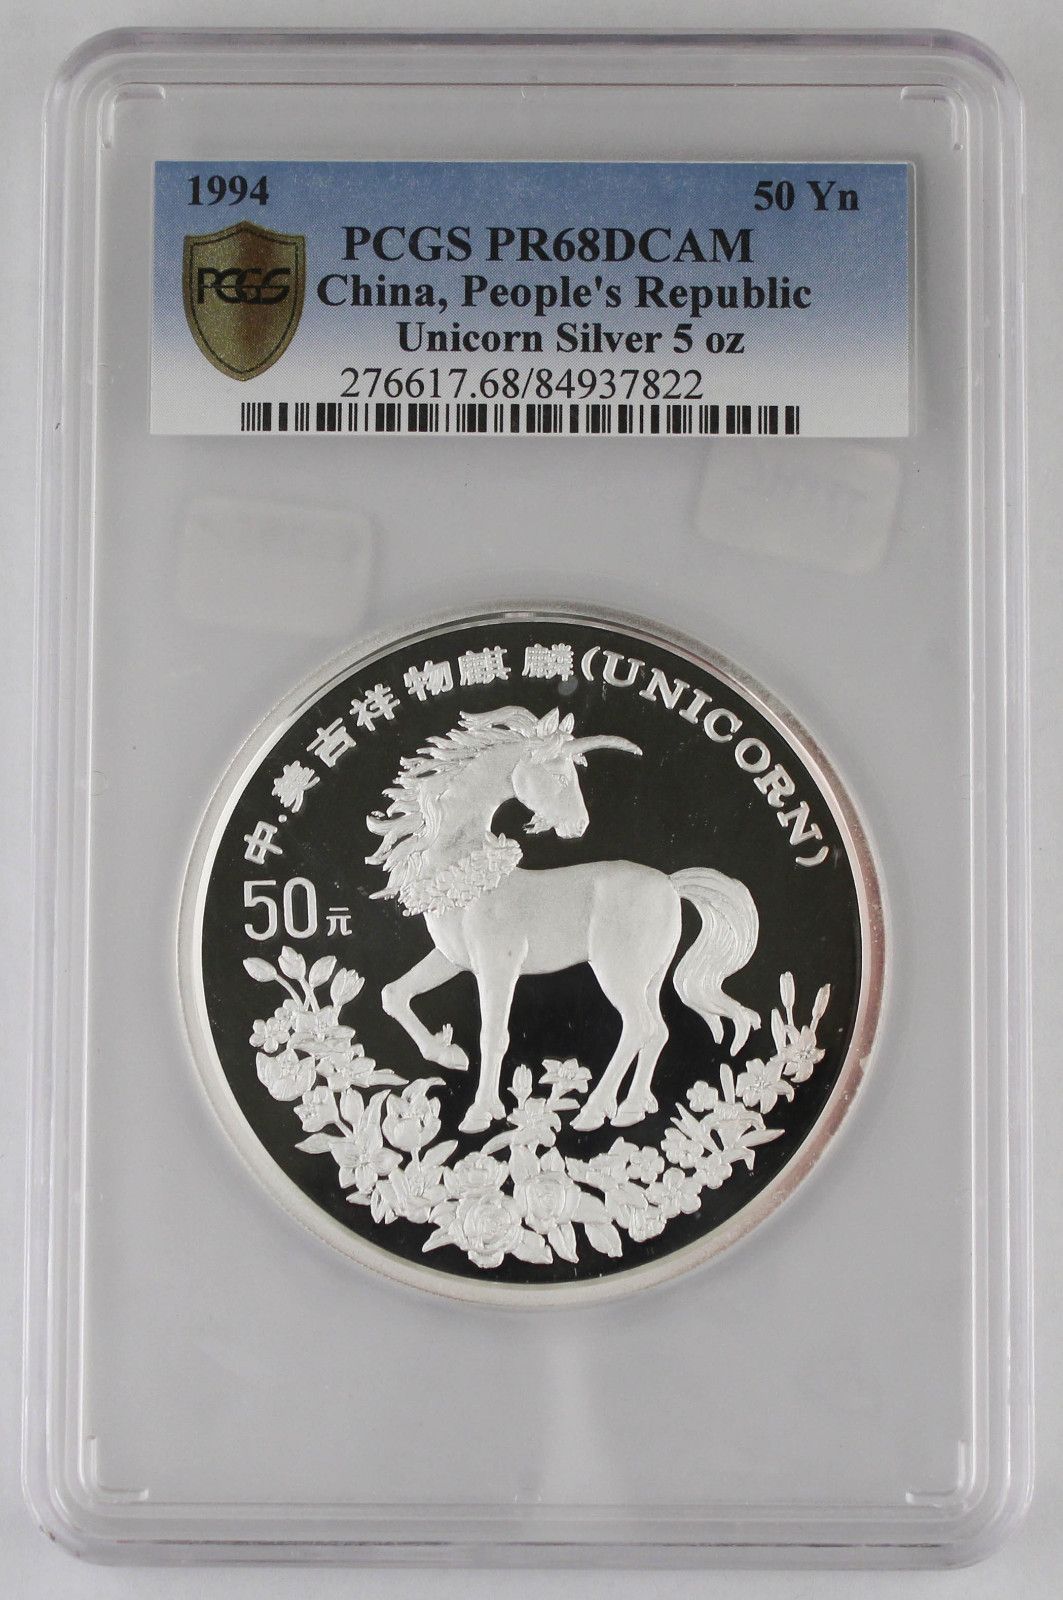 1994 50 Yn
PCGS PR68DCAM
PCGS
China, People's Republic
Unicorn Silver 5 oz
276617.68/84937822
中·美吉祥物麒麟(UNICORN)
50元